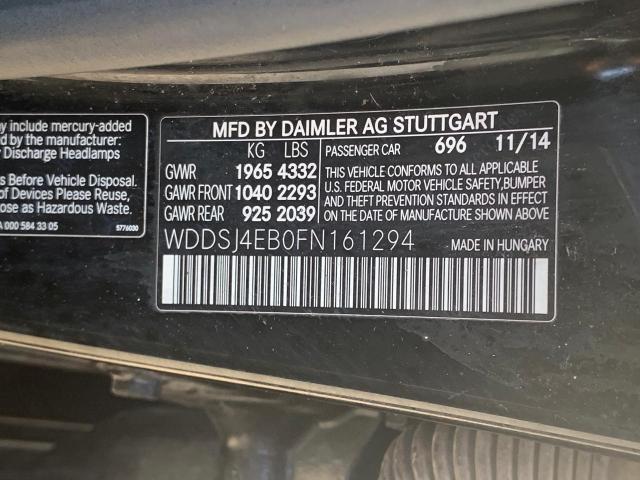 y include mercury-added
d by the manufacturer:
y Discharge Headlamps
s Before Vehicle Disposal.
of Devices Please Reuse,
ose as Hazardous Waste.
A 000 584 33 05
5776030
MFD BY DAIMLER AG STUTTGART
KG LBS PASSENGER CAR 696 11/14
GVWR 1965 4332
GAWR FRONT 1040 2293
GAWR REAR 925 2039
THIS VEHICLE CONFORMS TO ALL APPLICABLE
U.S. FEDERAL MOTOR VEHICLE SAFETY,BUMPER
AND THEFT PREVENTION STANDARDS IN EFFECT
ON THE DATE OF MANUFACTURE SHOWN ABOVE.
WDDSJ4EB0FN161294 MADE IN HUNGARY